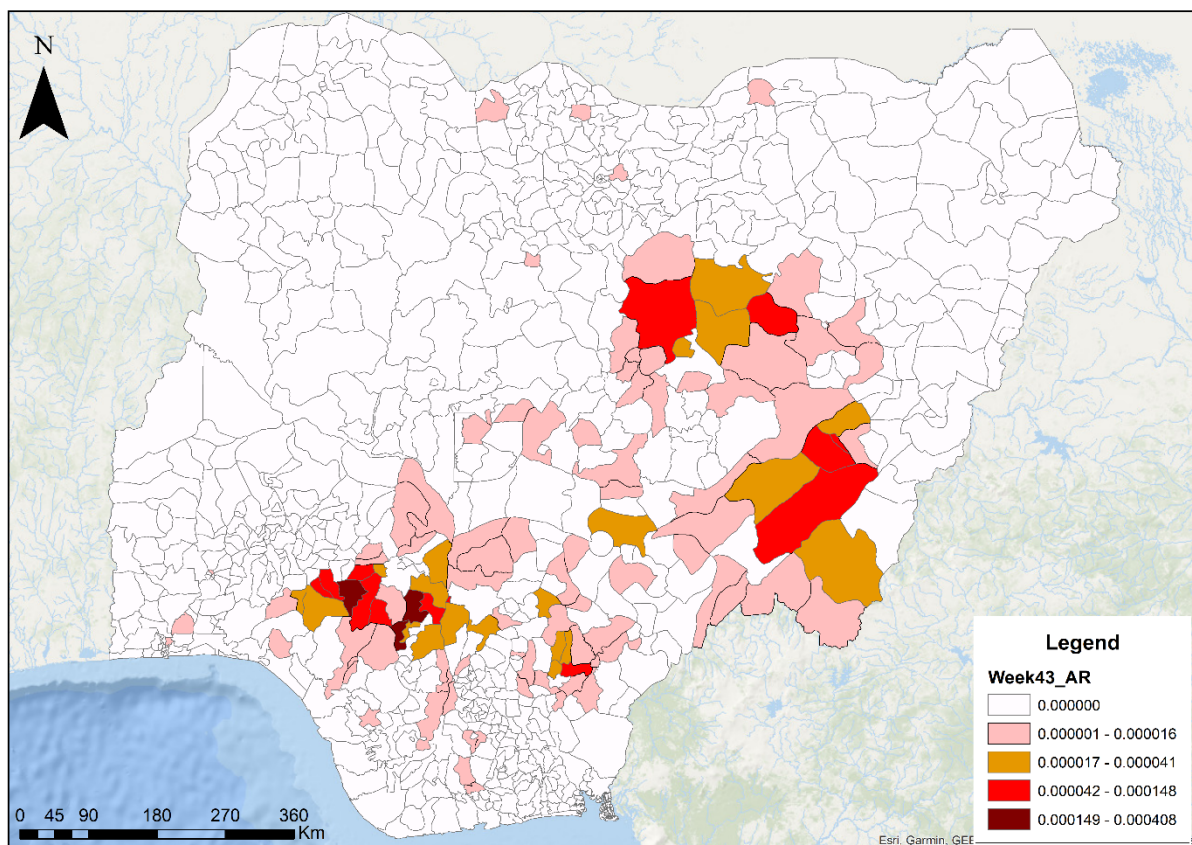 N
0 45 90 180 270 360
Km
Legend
Week43_AR
0.000000
0.000001 - 0.000016
0.000017 - 0.000041
0.000042 - 0.000148
0.000149 - 0.000408
Esri, Garmin, GEE